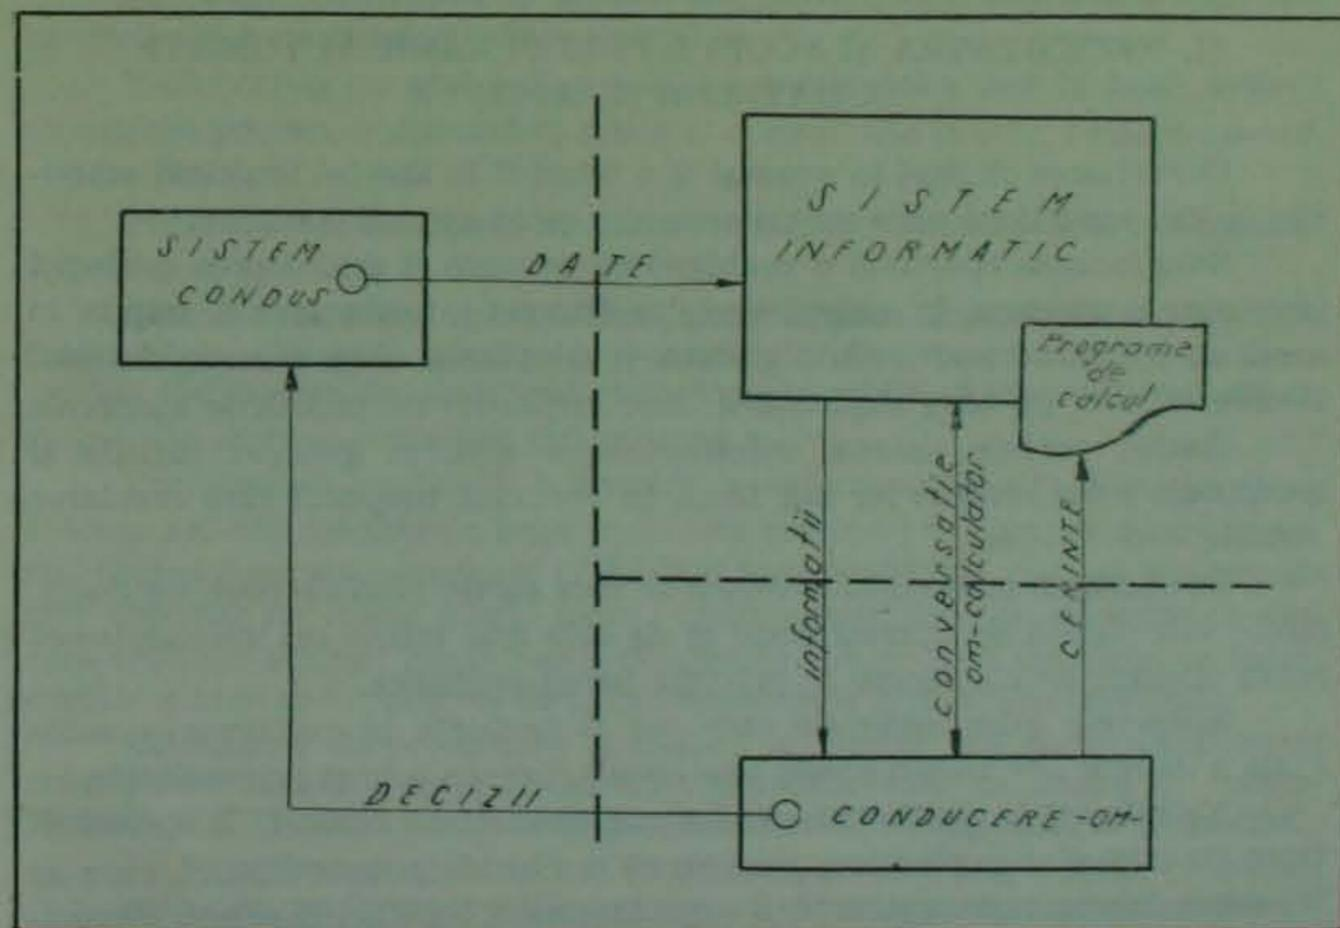 SISTEM
CONDUS
DATE
SISTEM
INFORMATIC
Programe
de
calcul
informatii
conversatie
om-calculator
CERINTE
DECIZII
CONDUCERE -OM-